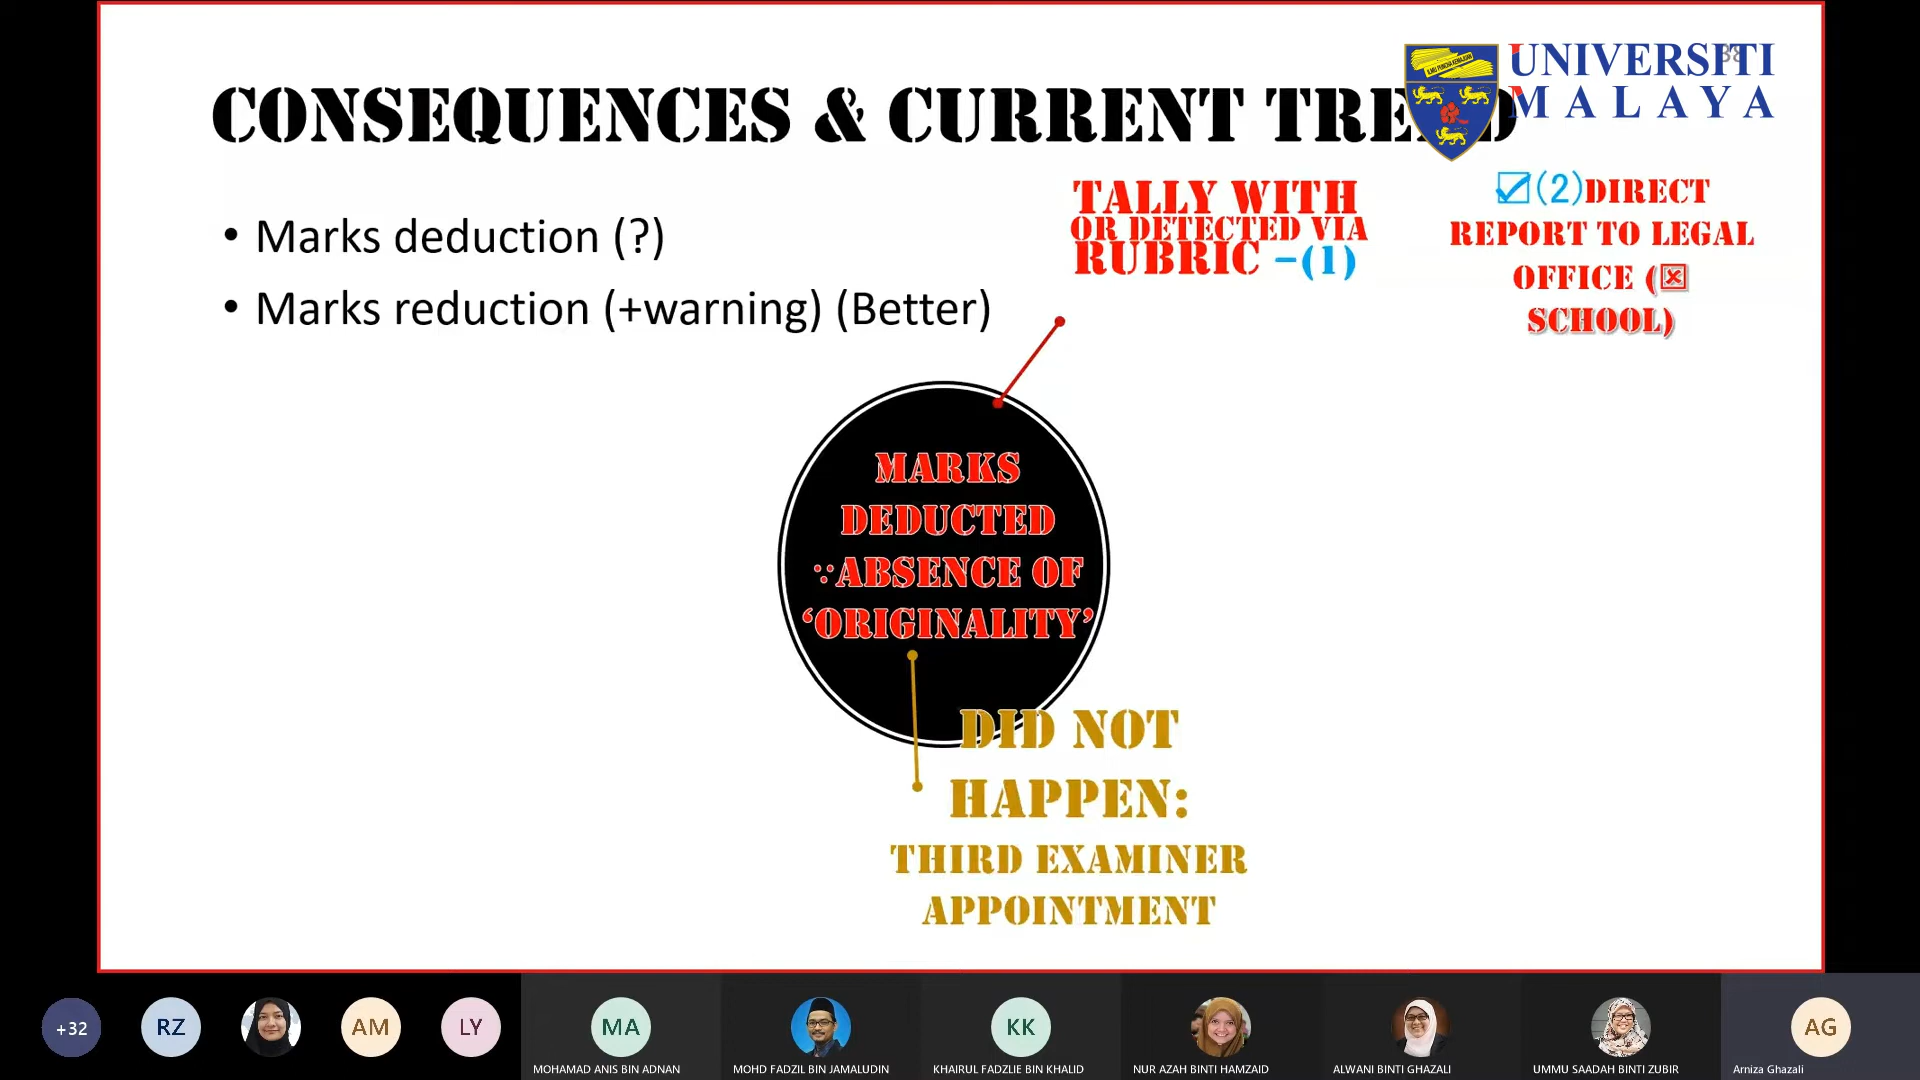 38
UNIVERSITI
MALAYA
CONSEQUENCES & CURRENT TREND
• Marks deduction (?)
• Marks reduction (+warning) (Better)
TALLY WITH
OR DETECTED VIA
RUBRIC –(1)
☑(2)DIRECT
REPORT TO LEGAL
OFFICE (☒
SCHOOL)
MARKS
DEDUCTED
∵ABSENCE OF
‘ORIGINALITY’
DID NOT
HAPPEN:
THIRD EXAMINER
APPOINTMENT
+32
RZ
AM
LY
MA
KK
AG
MOHAMAD ANIS BIN ADNAN
MOHD FADZIL BIN JAMALUDIN
KHAIRUL FADZLIE BIN KHALID
NUR AZAH BINTI HAMZAID
ALWANI BINTI GHAZALI
UMMU SAADAH BINTI ZUBIR
Arniza Ghazali